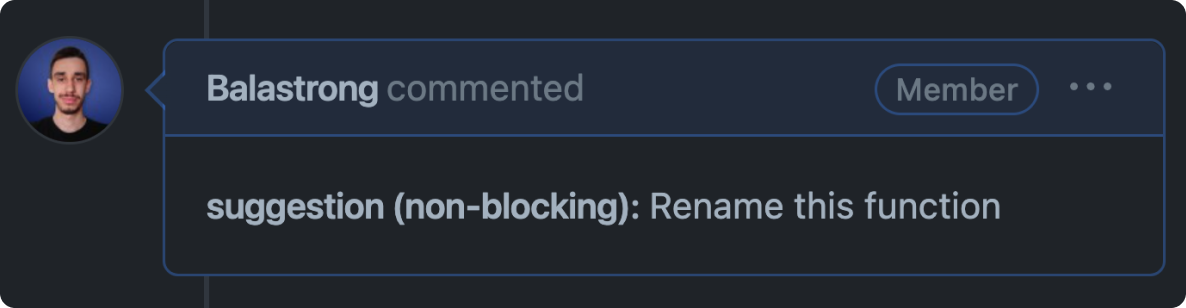 Balastrong commented
Member
suggestion (non-blocking): Rename this function